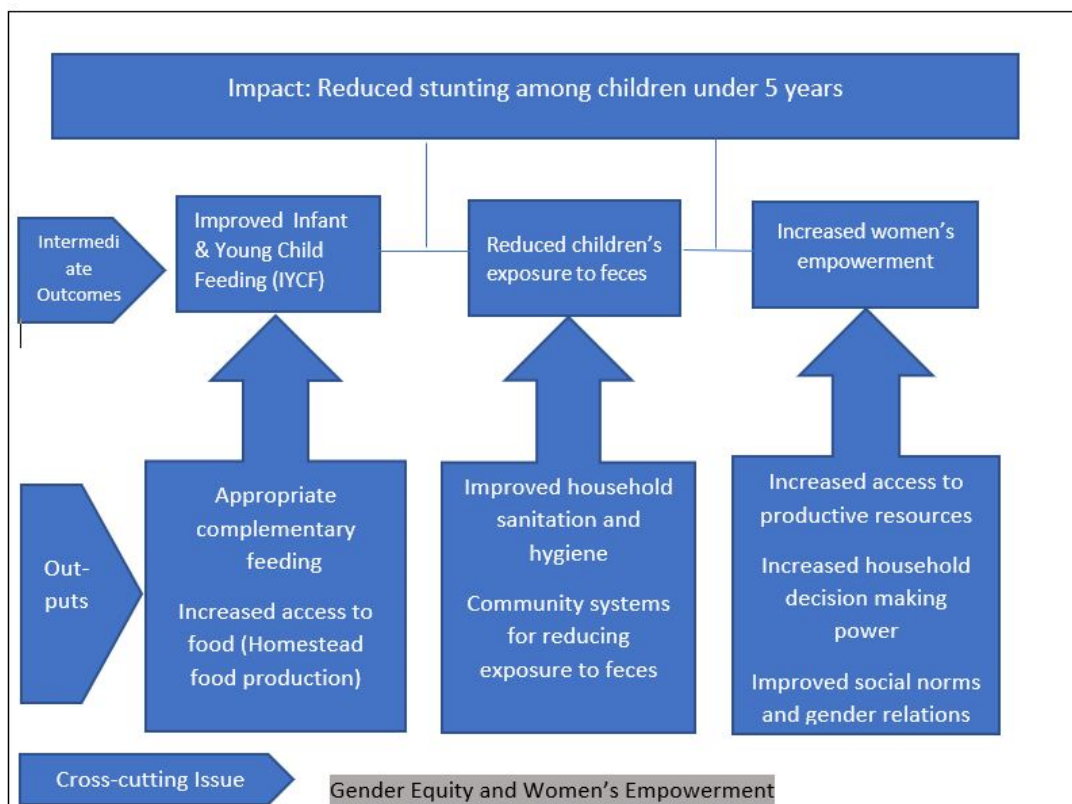 Impact: Reduced stunting among children under 5 years
Intermedi
ate
Outcomes
Improved Infant
& Young Child
Feeding (IYCF)
Reduced children's
exposure to feces
Increased women's
empowerment
Out-
puts
Appropriate
complementary
feeding
Increased access to
food (Homestead
food production)
Improved household
sanitation and
hygiene
Community systems
for reducing
exposure to feces
Increased access to
productive resources
Increased household
decision making
power
Improved social norms
and gender relations
Cross-cutting Issue
Gender Equity and Women's Empowerment